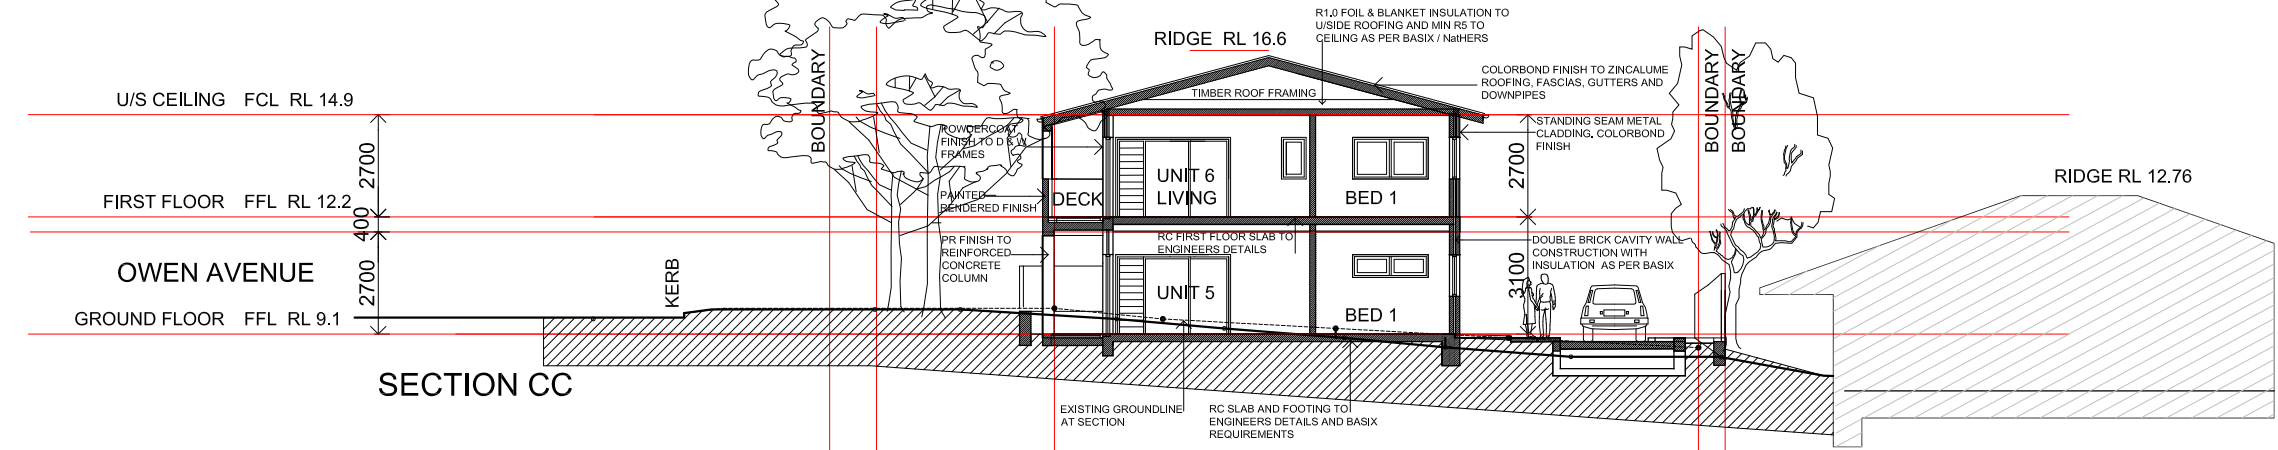 R1.0 FOIL & BLANKET INSULATION TO
U/SIDE ROOFING AND MIN R5 TO
CEILING AS PER BASIX / NatHERS
RIDGE RL 16.6
BOUNDARY
BOUNDARY
BOUNDARY
COLORBOND FINISH TO ZINCALUME
ROOFING, FASCIAS, GUTTERS AND
DOWNPIPES
TIMBER ROOF FRAMING
U/S CEILING FCL RL 14.9
POWDERCOAT
FINISH TO D & W
FRAMES
STANDING SEAM METAL
CLADDING, COLORBOND
FINISH
2700
2700
UNIT 6
LIVING
BED 1
DECK
RIDGE RL 12.76
PAINTED
RENDERED FINISH
FIRST FLOOR FFL RL 12.2
400
PR FINISH TO
REINFORCED
CONCRETE
COLUMN
RC FIRST FLOOR SLAB TO
ENGINEERS DETAILS
DOUBLE BRICK CAVITY WALL
CONSTRUCTION WITH
INSULATION AS PER BASIX
OWEN AVENUE
2700
KERB
3100
UNIT 5
BED 1
GROUND FLOOR FFL RL 9.1
SECTION CC
EXISTING GROUNDLINE
AT SECTION
RC SLAB AND FOOTING TO
ENGINEERS DETAILS AND BASIX
REQUIREMENTS